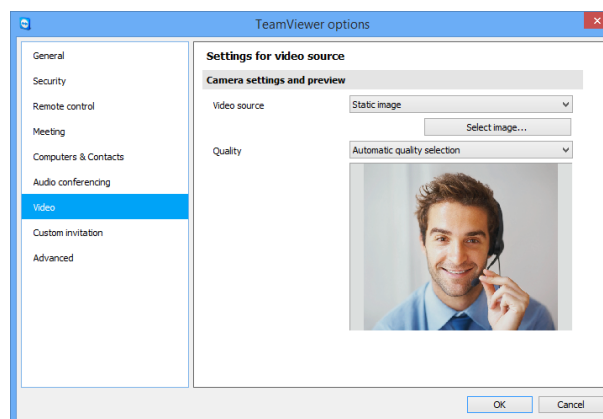 TeamViewer options
General
Security
Remote control
Meeting
Computers & Contacts
Audio conferencing
Video
Custom invitation
Advanced
Settings for video source
Camera settings and preview
Video source
Static image
Select image...
Quality
Automatic quality selection
OK
Cancel